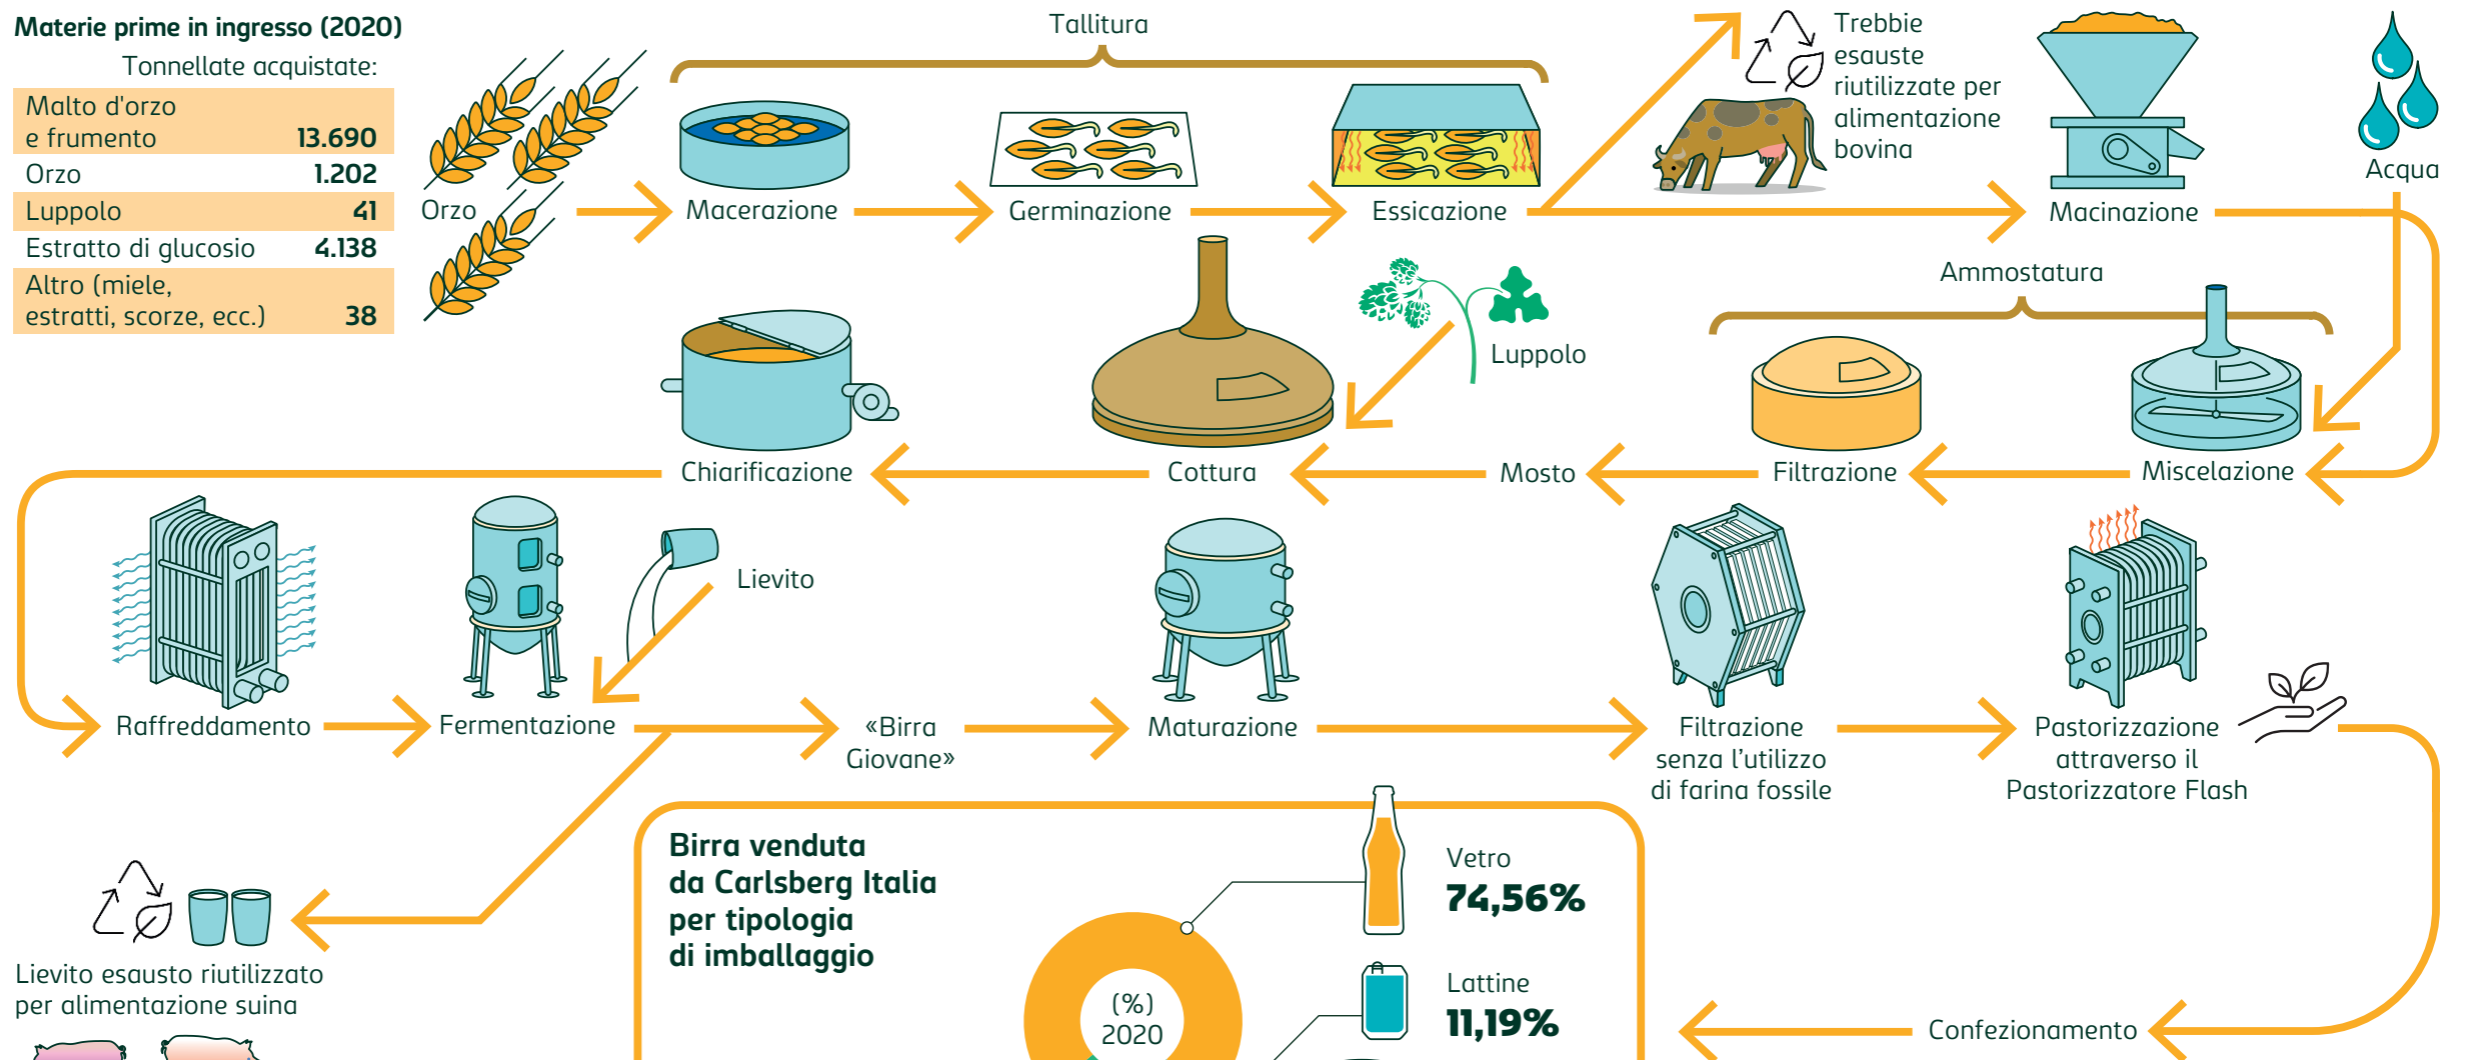 Materie prime in ingresso (2020)
Tonnellate acquistate:
Malto d'orzo
e frumento 13.690
Orzo 1.202
Luppolo 41
Estratto di glucosio 4.138
Altro (miele,
estratti, scorze, ecc.) 38
Tallitura
Orzo
Macerazione
Germinazione
Essicazione
Trebbie
esauste
riutilizzate per
alimentazione
bovina
Macinazione
Acqua
Ammostatura
Luppolo
Miscelazione
Filtrazione
Mosto
Cottura
Chiarificazione
Raffreddamento
Fermentazione
Lievito
«Birra
Giovane»
Maturazione
Filtrazione
senza l'utilizzo
di farina fossile
Pastorizzazione
attraverso il
Pastorizzatore Flash
Lievito esausto riutilizzato
per alimentazione suina
Birra venduta
da Carlsberg Italia
per tipologia
di imballaggio
(%)
2020
Vetro
74,56%
Lattine
11,19%
Confezionamento